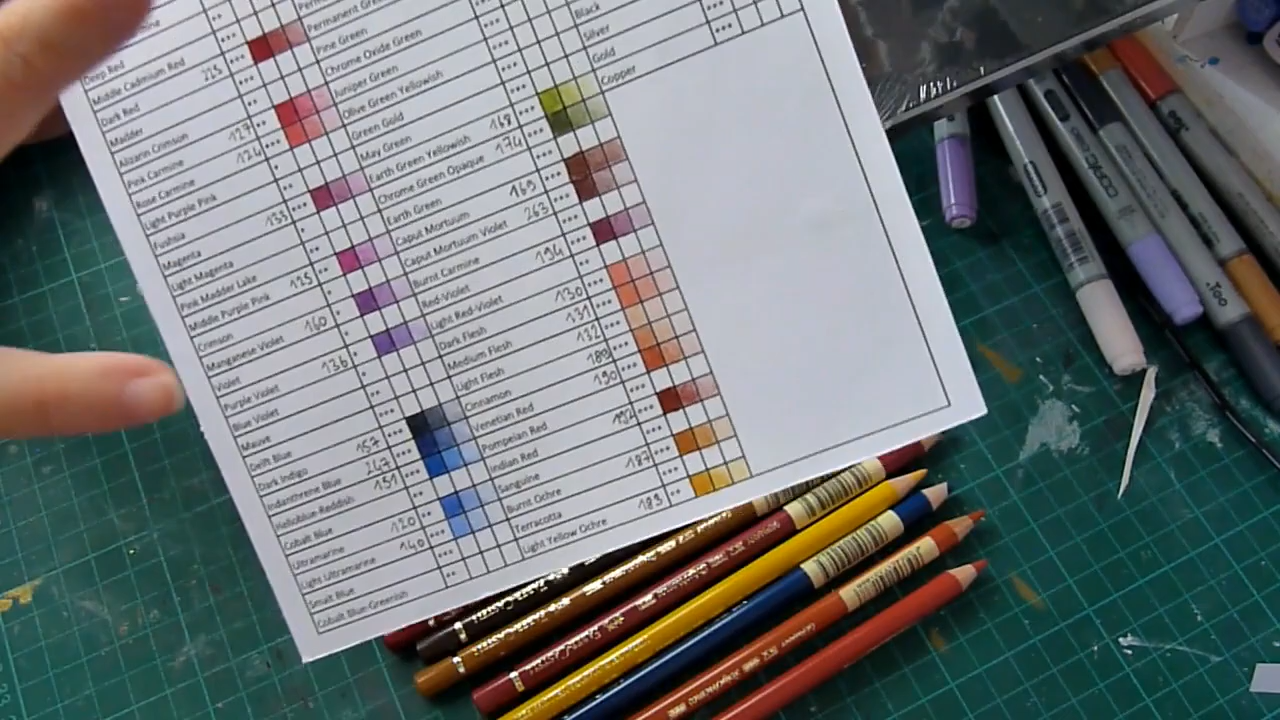 Deep Red
Middle Cadmium Red
Dark Red 223
Madder
Alizarin Crimson
Pink Carmine 127
Rose Carmine 124
Light Purple Pink
Fushsia
Magenta 133
Light Magenta
Pink Madder Lake
Middle Purple Pink 125
Crimson
Manganese Violet 160
Violet
Purple Violet 136
Blue Violet
Mauve
Delft Blue
Dark Indigo 157
Indanthrene Blue 247
Helioblue-Reddish 151
Cobalt Blue
Ultramarine 120
Light Ultramarine 140
Smalt Blue
Cobalt Blue-Greenish
Permanent Green
Pine Green
Chrome Oxide Green
Juniper Green
Olive Green Yellowish
Green Gold
May Green
Earth Green Yellowish 168
Chrome Green Opaque 174
Earth Green
Caput Mortuum 169
Caput Mortuum Violet 263
Burnt Carmine
Red-Violet 194
Light Red-Violet
Dark Flesh 130
Medium Flesh 131
Light Flesh 132
Cinnamon 189
Venetian Red 190
Pompeian Red
Indian Red 192
Sanguine
Burnt Ochre 187
Terracotta
Light Yellow Ochre 183
Black
Silver
Gold
Copper
COPIC
.Too